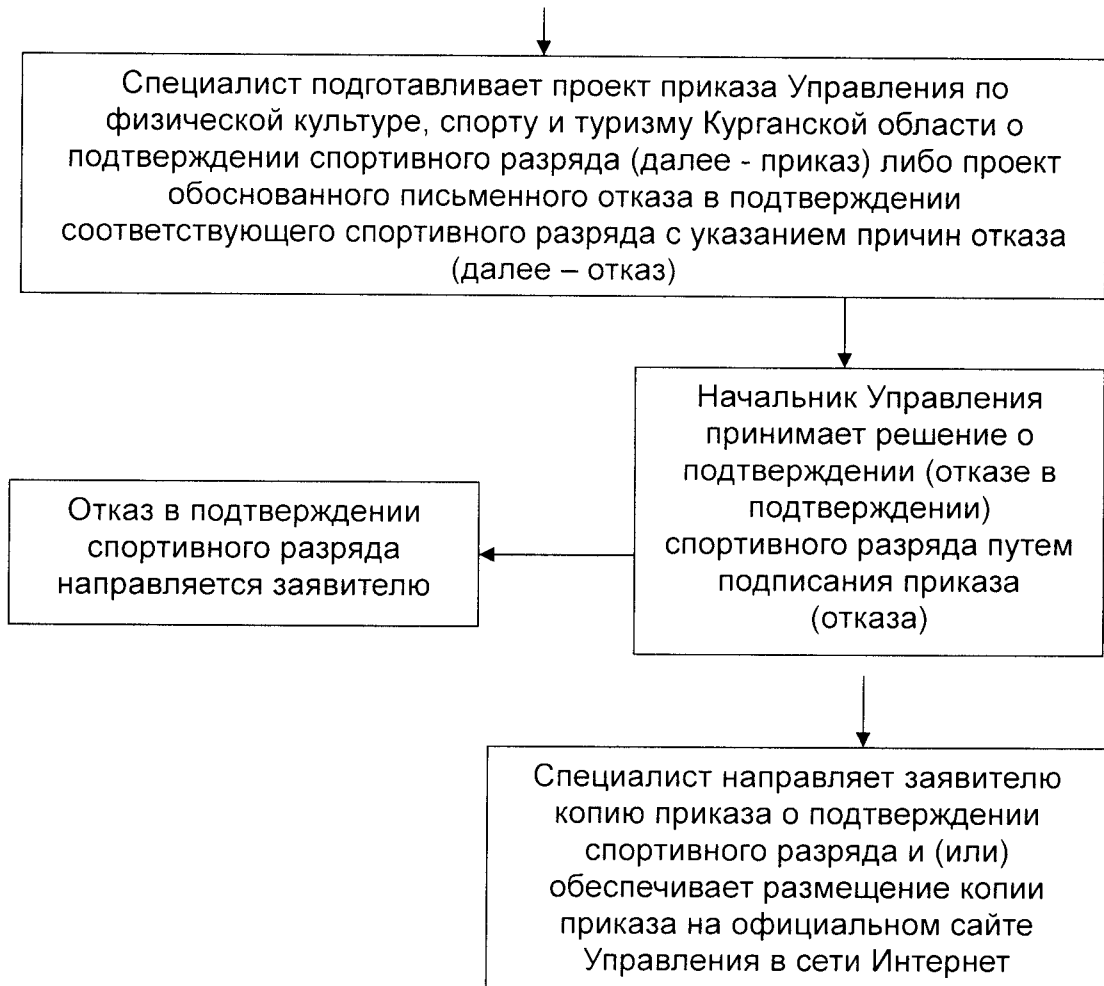 Специалист подготавливает проект приказа Управления по
физической культуре, спорту и туризму Курганской области о
подтверждении спортивного разряда (далее - приказ) либо проект
обоснованного письменного отказа в подтверждении
соответствующего спортивного разряда с указанием причин отказа
(далее – отказ)
Начальник Управления
принимает решение о
подтверждении (отказе в
подтверждении)
спортивного разряда путем
подписания приказа
(отказа)
Отказ в подтверждении
спортивного разряда
направляется заявителю
Специалист направляет заявителю
копию приказа о подтверждении
спортивного разряда и (или)
обеспечивает размещение копии
приказа на официальном сайте
Управления в сети Интернет